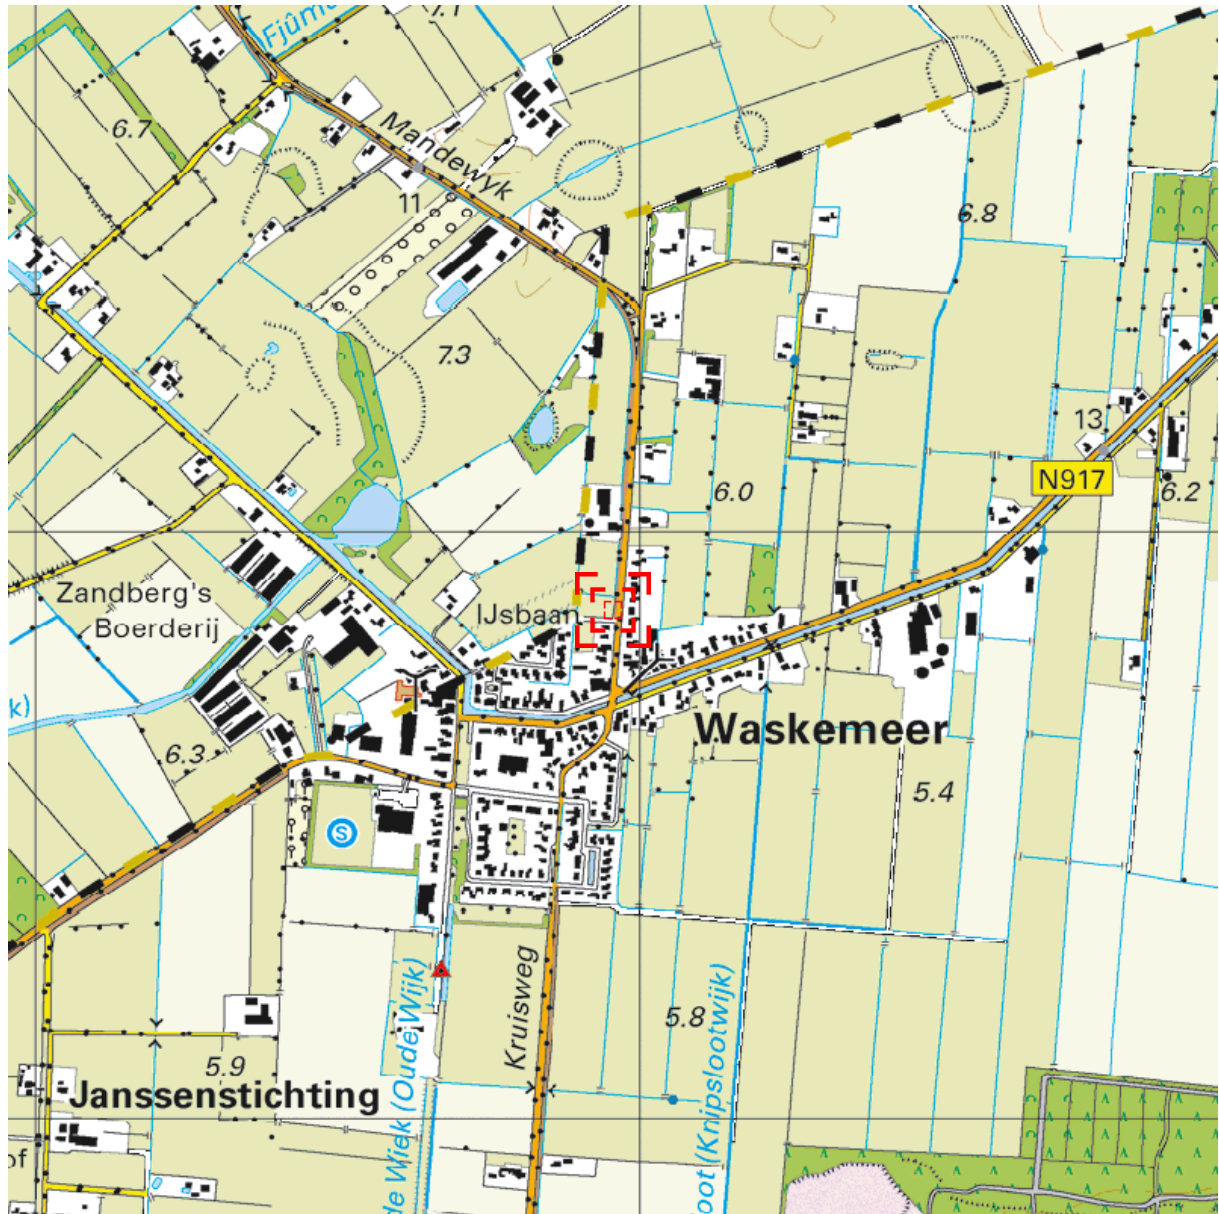 7.1
6.7
Mandewyk
11
6.8
7.3
13
N917
6.0
6.2
Zandberg's
Boerderij
IJsbaan
k)
Waskemeer
6.3
5.4
S
Kruisweg
de Wiek (Oude Wijk)
oot (Knipslootwijk)
5.8
5.9
Janssenstichting
of